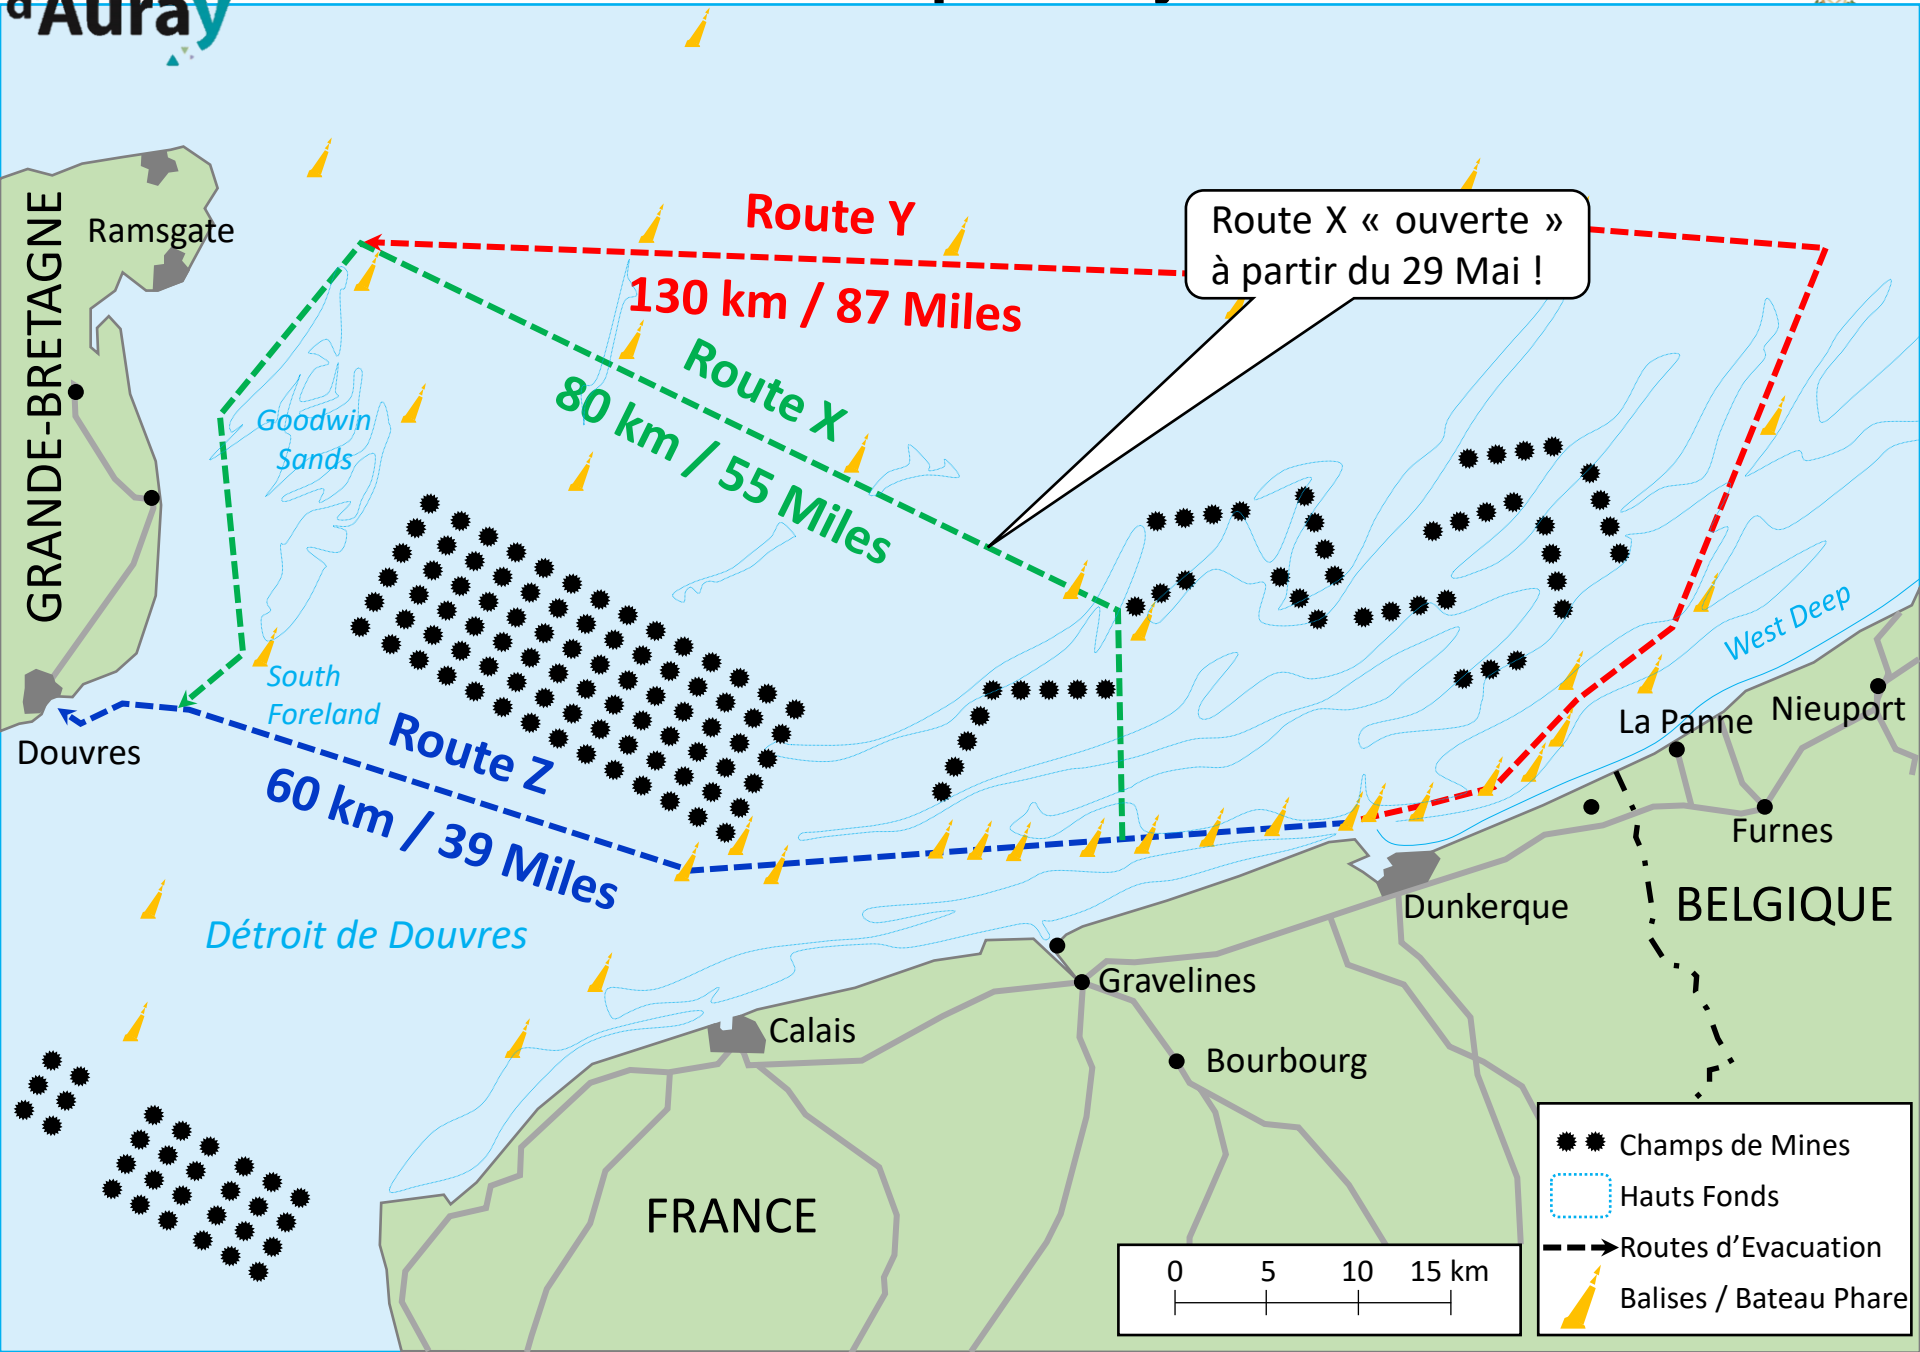 d'Auray
Route Y
130 km / 87 Miles
Route X « ouverte »
à partir du 29 Mai !
Ramsgate
GRANDE-BRETAGNE
Route X
80 km / 55 Miles
Goodwin
Sands
South
Foreland
Douvres
Route Z
60 km / 39 Miles
Détroit de Douvres
West Deep
Nieuport
La Panne
Furnes
BELGIQUE
Dunkerque
Gravelines
Calais
Bourbourg
FRANCE
0 5 10 15 km
Champs de Mines
Hauts Fonds
Routes d’Evacuation
Balises / Bateau Phare